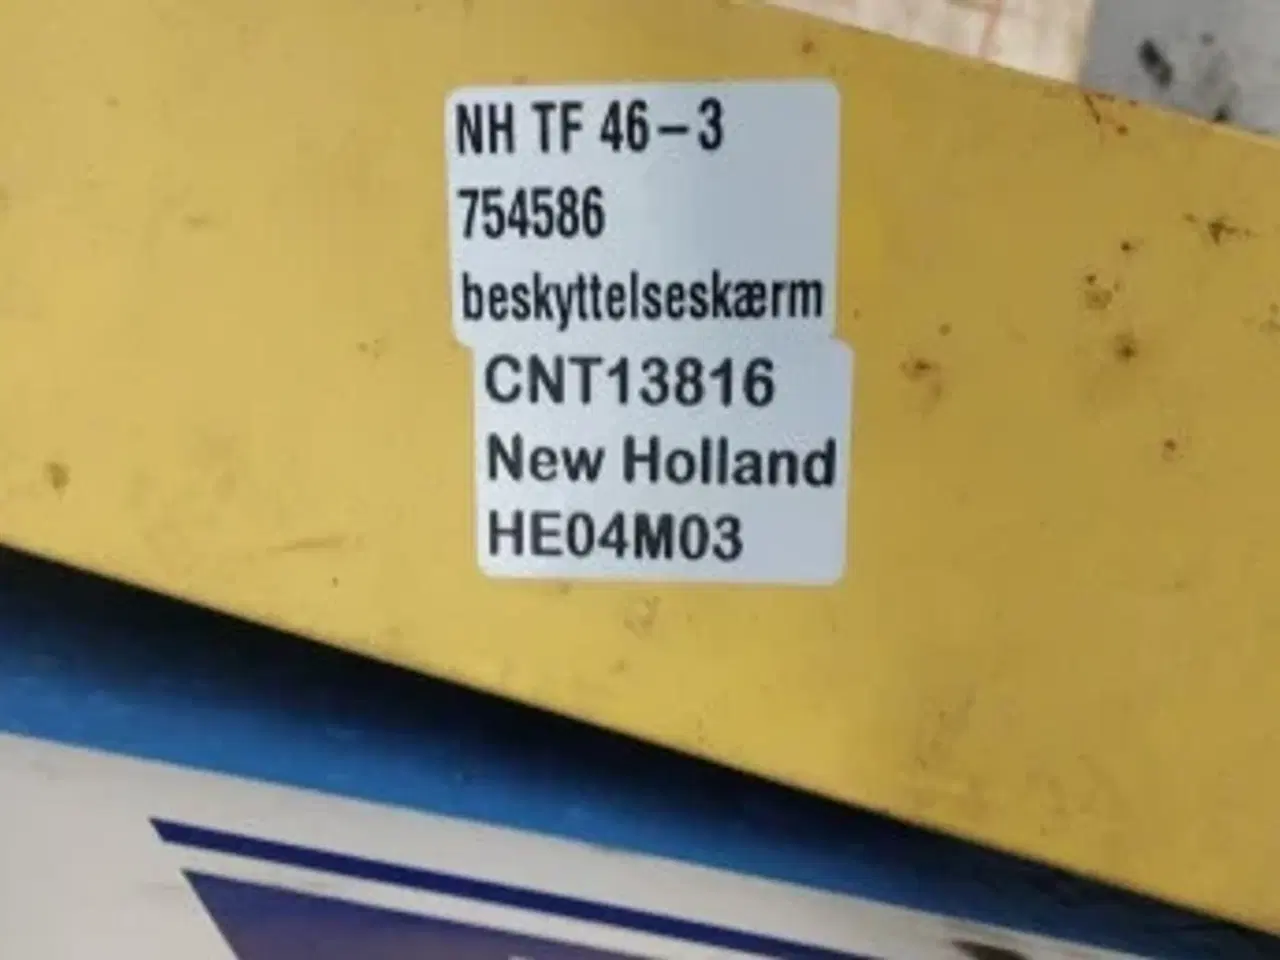 NH TF 46-3
754586
beskyttelseskærm
CNT13816
New Holland
HE04M03